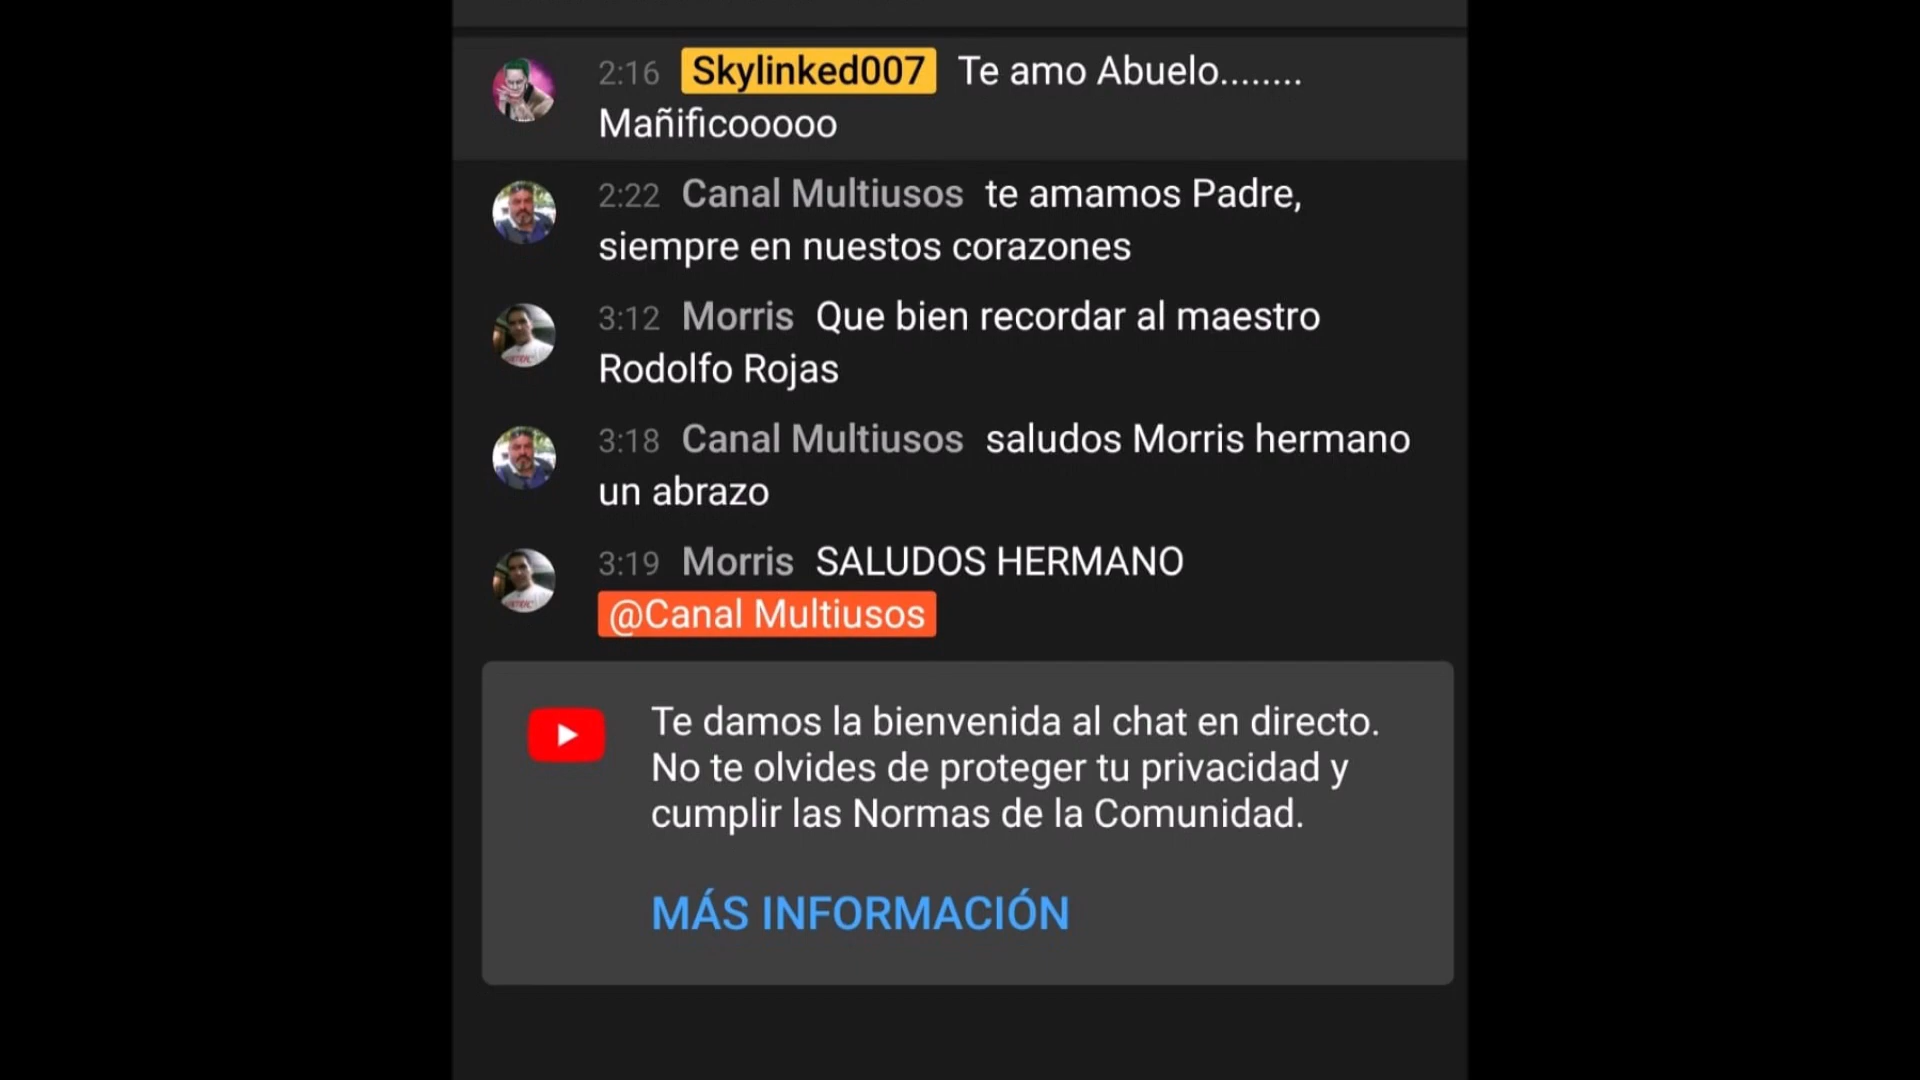 2:16 Skylinked007 Te amo Abuelo........
Mañificooooo
2:22 Canal Multiusos te amamos Padre,
siempre en nuestos corazones
3:12 Morris Que bien recordar al maestro
Rodolfo Rojas
3:18 Canal Multiusos saludos Morris hermano
un abrazo
3:19 Morris SALUDOS HERMANO
@Canal Multiusos
Te damos la bienvenida al chat en directo.
No te olvides de proteger tu privacidad y
cumplir las Normas de la Comunidad.
MÁS INFORMACIÓN